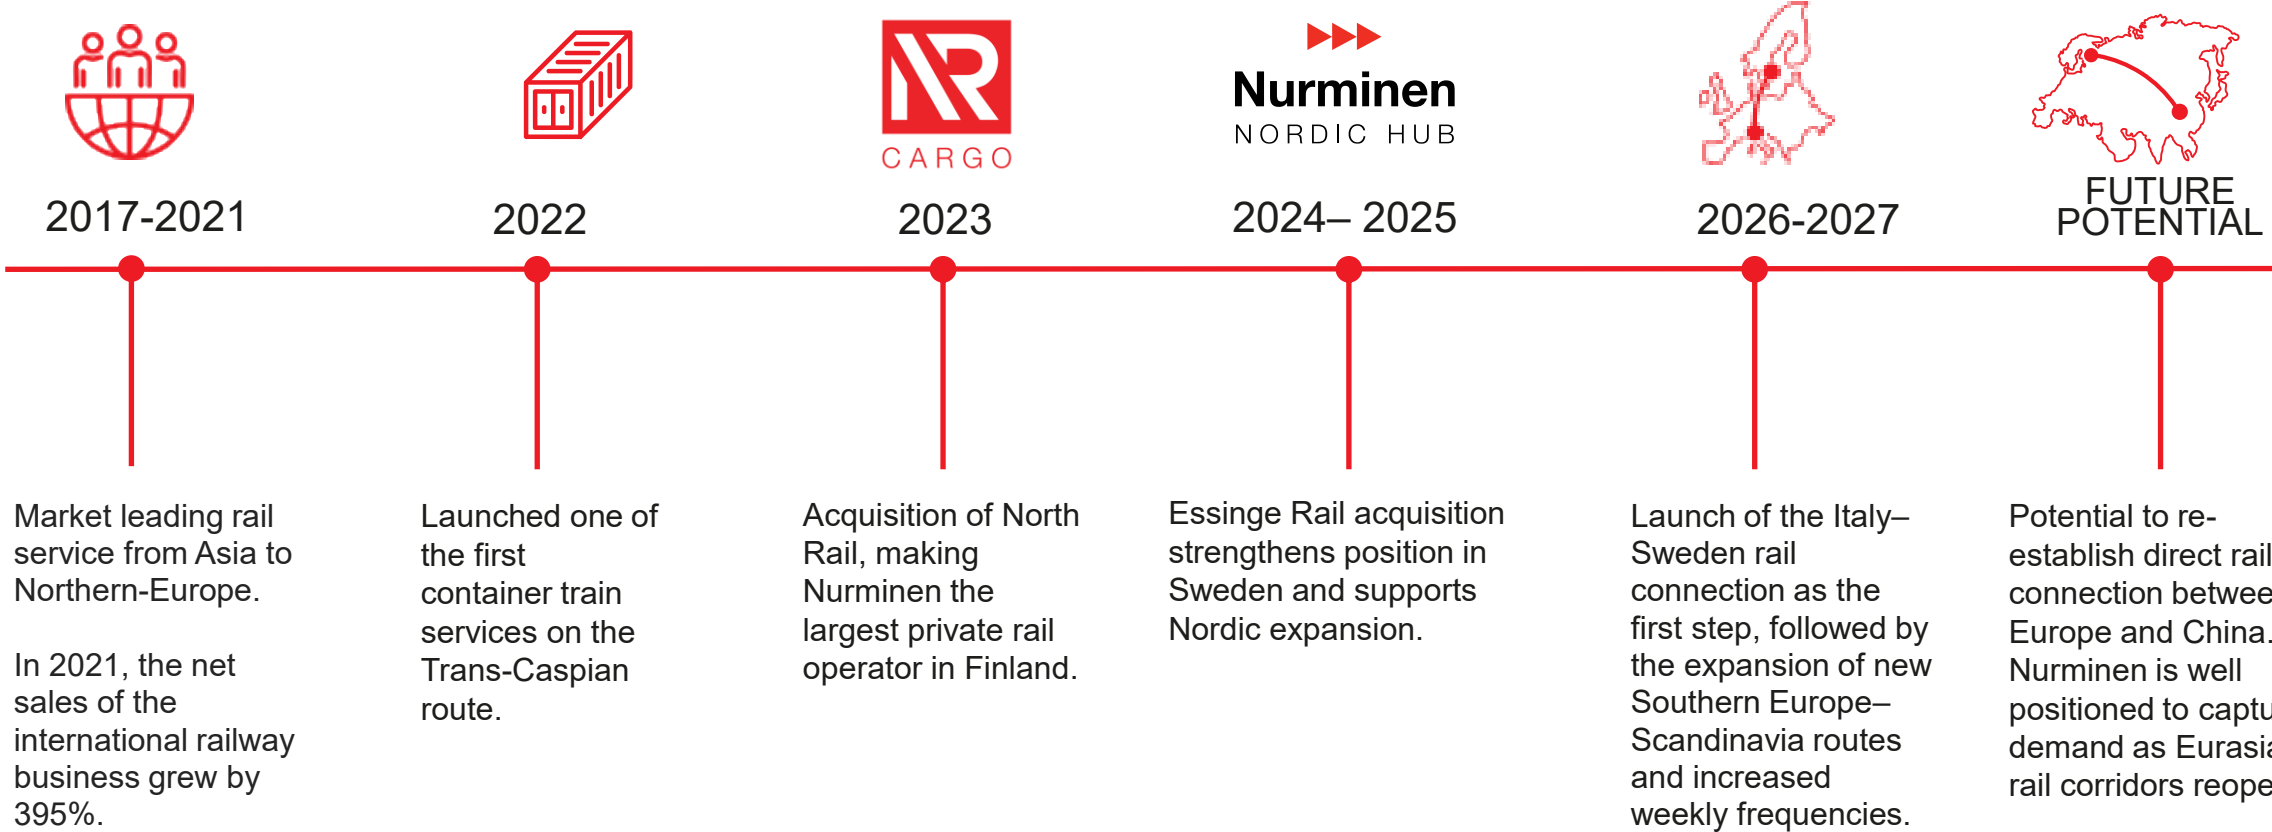 NR
CARGO
Nurminen
NORDIC HUB
2017-2021
2022
2023
2024– 2025
2026-2027
FUTURE
POTENTIAL
Market leading rail
service from Asia to
Northern-Europe.
In 2021, the net
sales of the
international railway
business grew by
395%.
Launched one of
the first
container train
services on the
Trans-Caspian
route.
Acquisition of North
Rail, making
Nurminen the
largest private rail
operator in Finland.
Essinge Rail acquisition
strengthens position in
Sweden and supports
Nordic expansion.
Launch of the Italy–
Sweden rail
connection as the
first step, followed by
the expansion of new
Southern Europe–
Scandinavia routes
and increased
weekly frequencies.
Potential to re-
establish direct rail
connection
Europe and China.
Nurminen is well
positioned to
demand as
rail corridors